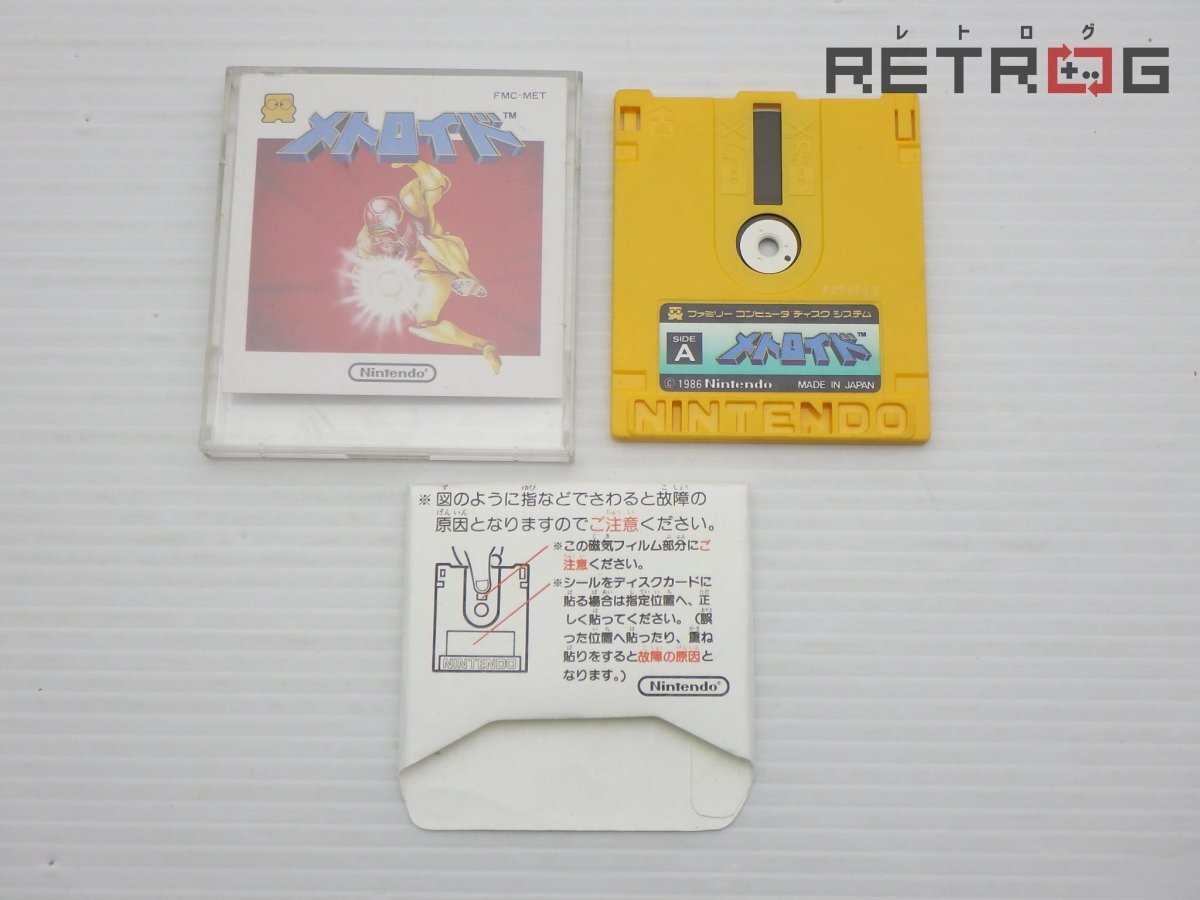 レトログ
RETROG
FMC-MET
メトロイド™
Nintendo®
ファミリー コンピュータ ディスク システム
SIDE A
メトロイド™
© 1986 Nintendo MADE IN JAPAN
NINTENDO
※図のように指などでさわると故障の
原因となりますのでご注意ください。
※この磁気フィルム部分にご
注意ください。
※シールをディスクカードに
貼る場合は指定位置へ、正
しく貼ってください。(誤
った位置へ貼ったり、重ね
貼りをすると故障の原因と
なります。)
NINTENDO
Nintendo®